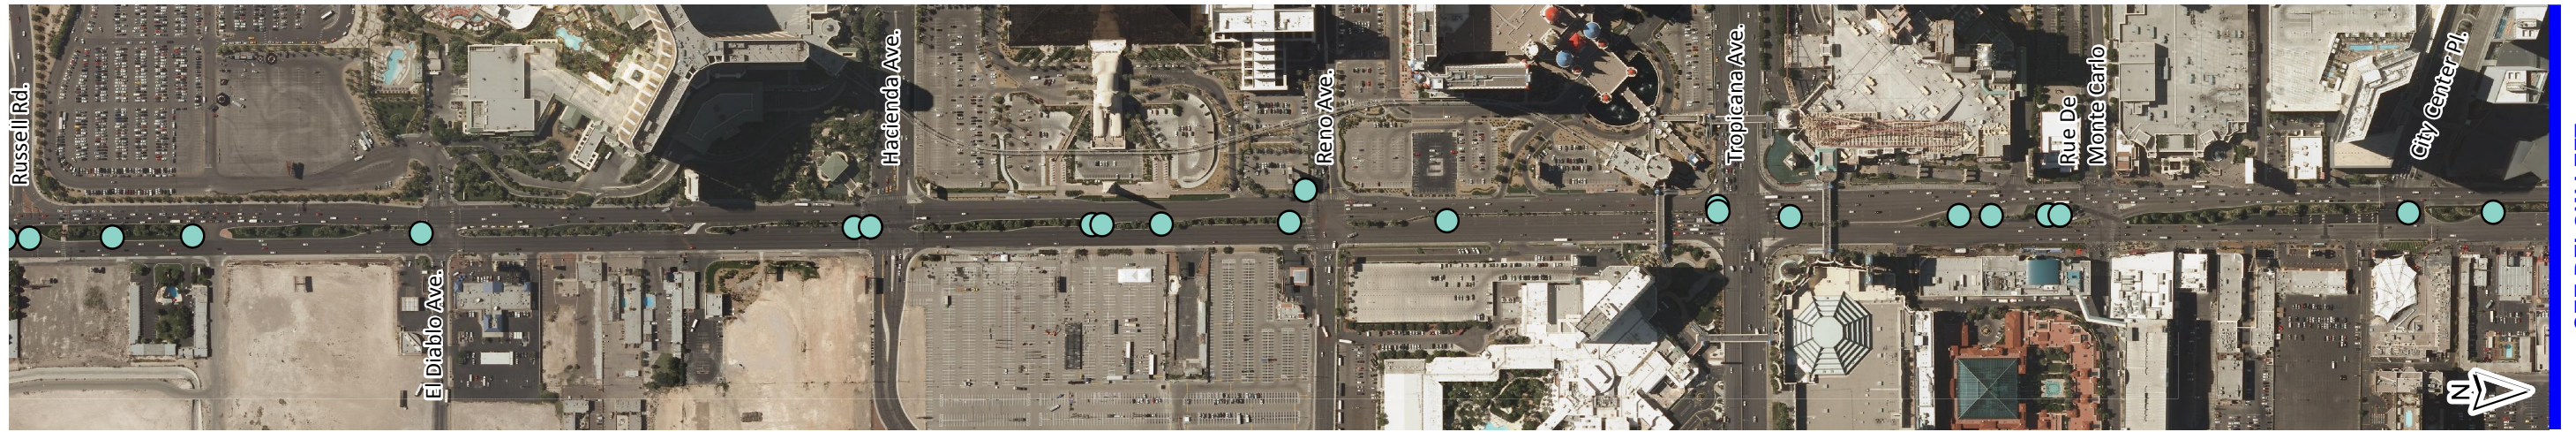 Russell Rd.
El Diablo Ave.
Hacienda Ave.
Reno Ave.
Tropicana Ave.
Rue De
Monte Carlo
City Center Pl.
N